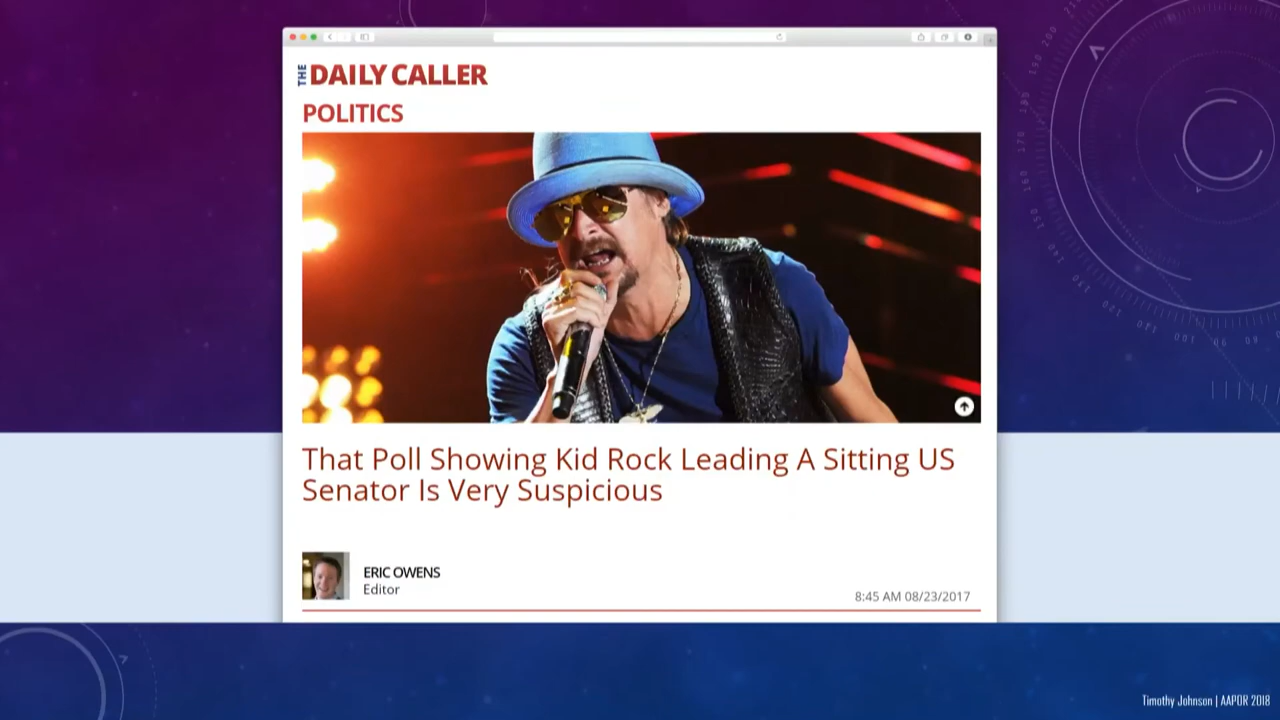 THE DAILY CALLER
POLITICS
That Poll Showing Kid Rock Leading A Sitting US
Senator Is Very Suspicious
ERIC OWENS
Editor
8:45 AM 08/23/2017
Timothy Johnson | AAPOR 2018